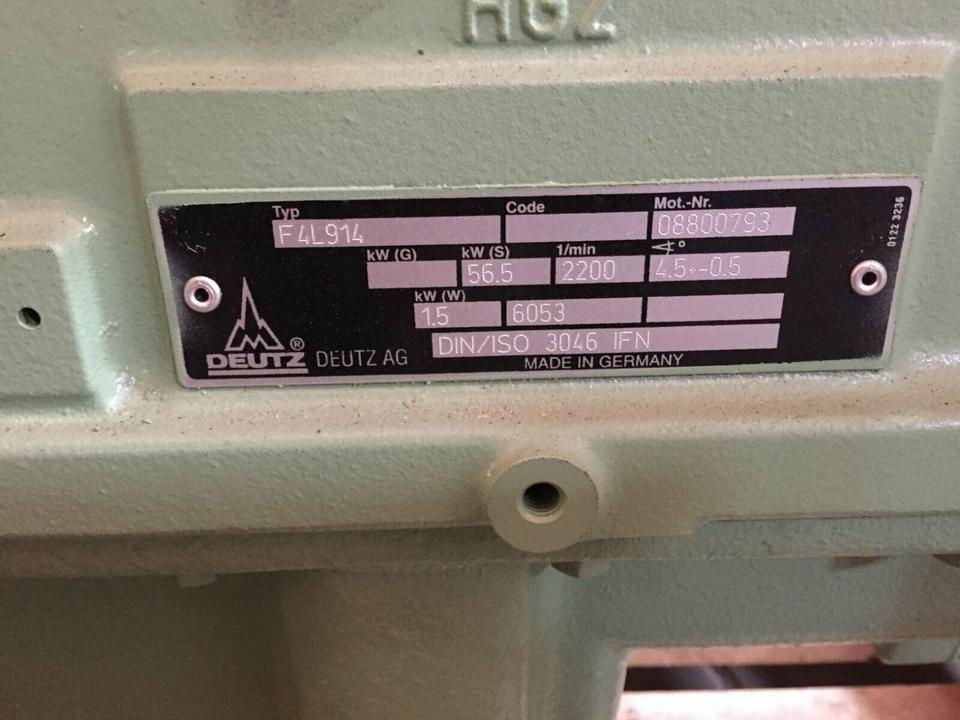 HGZ
Typ Code Mot.-Nr.
F4L914 08800793
kW (G) kW (S) 1/min °
56.5 2200 4.5+-0.5
kW (W)
1.5 6053
DIN/ISO 3046 IFN
DEUTZ ® DEUTZ AG
MADE IN GERMANY
0122 3236